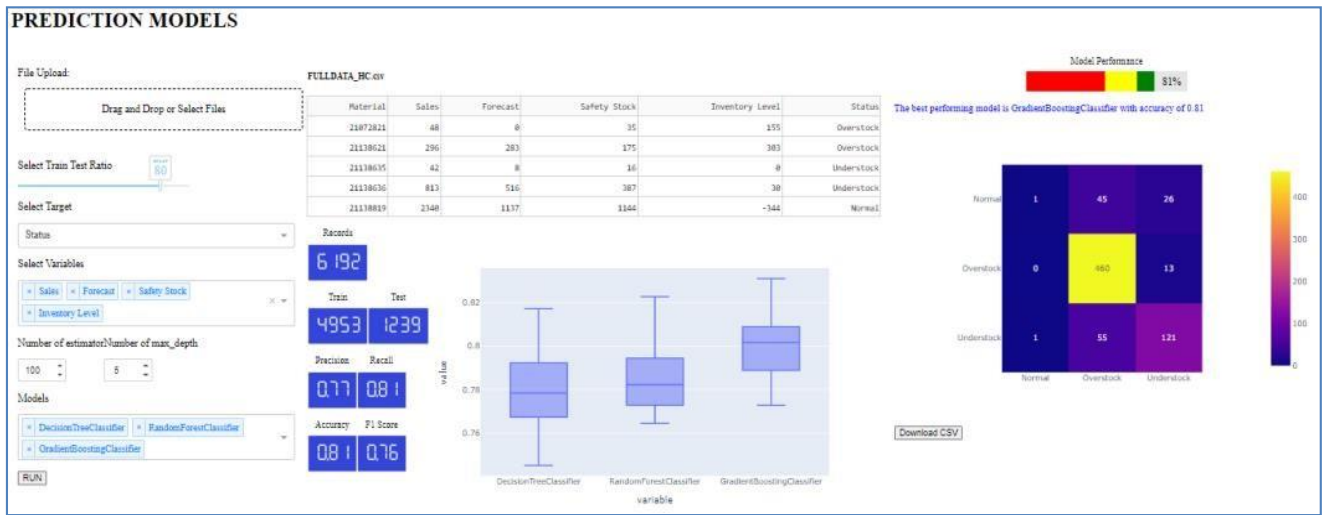 PREDICTION MODELS
File Upload:
Drag and Drop or Select Files
Select Train Test Ratio
80
Select Target
Status
Select Variables
× Sales × Forecast × Safety Stock
× Inventory Level
Number of estimatorNumber of max_depth
100 5
Models
× DecisionTreeClassifier × RandomForestClassifier
× GradientBoostingClassifier
RUN
FULLDATA_HC.csv
Material Sales Forecast Safety Stock Inventory Level Status
21072821 48 0 35 155 Overstock
21138621 296 283 175 303 Overstock
21138635 42 8 16 0 Understock
21138636 813 516 387 30 Understock
21138819 2340 1137 1144 -344 Normal
Records
6192
Train Test
4953 1239
Precision Recall
0.77 0.81
Accuracy F1 Score
0.81 0.76
value
0.82
0.8
0.78
0.76
DecisionTreeClassifier RandomForestClassifier GradientBoostingClassifier
variable
Model Performance
81%
The best performing model is GradientBoostingClassifier with accuracy of 0.81
Normal 1 45 26
Overstock 0 460 13
Understock 1 55 121
Normal Overstock Understock
400
300
200
100
0
Download CSV